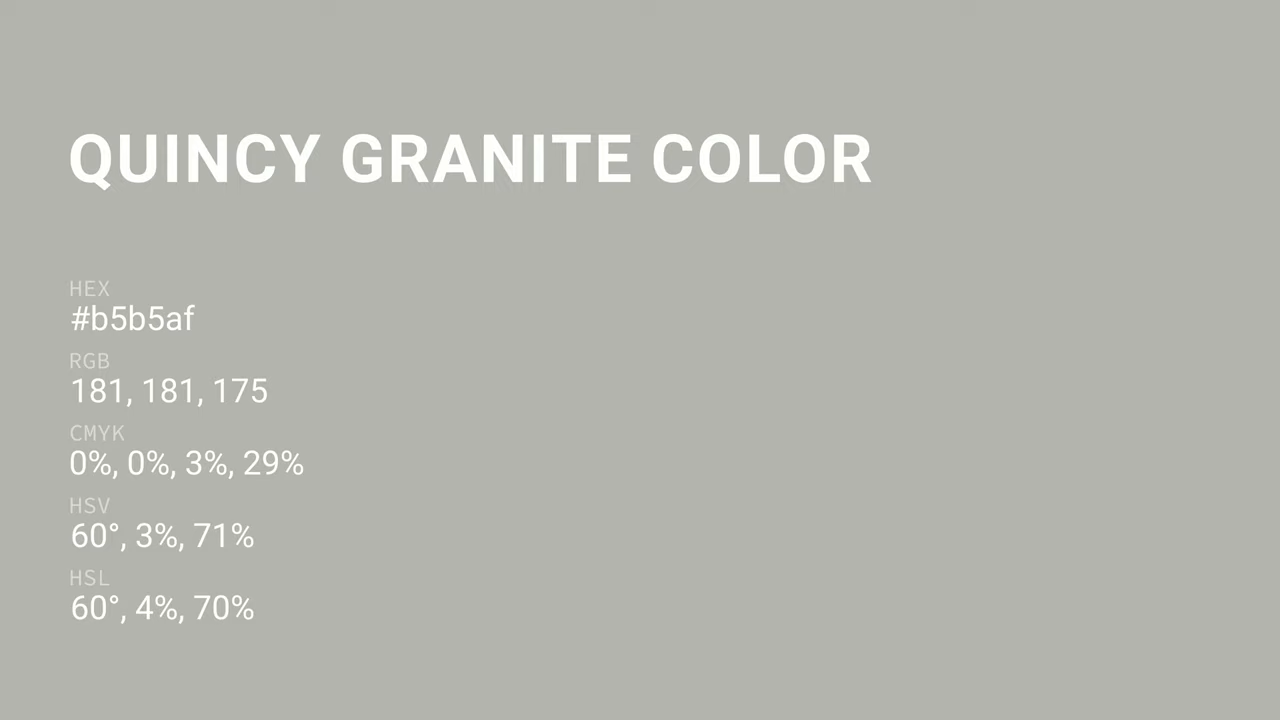 QUINCY GRANITE COLOR
HEX
#b5b5af
RGB
181, 181, 175
CMYK
0%, 0%, 3%, 29%
HSV
60°, 3%, 71%
HSL
60°, 4%, 70%